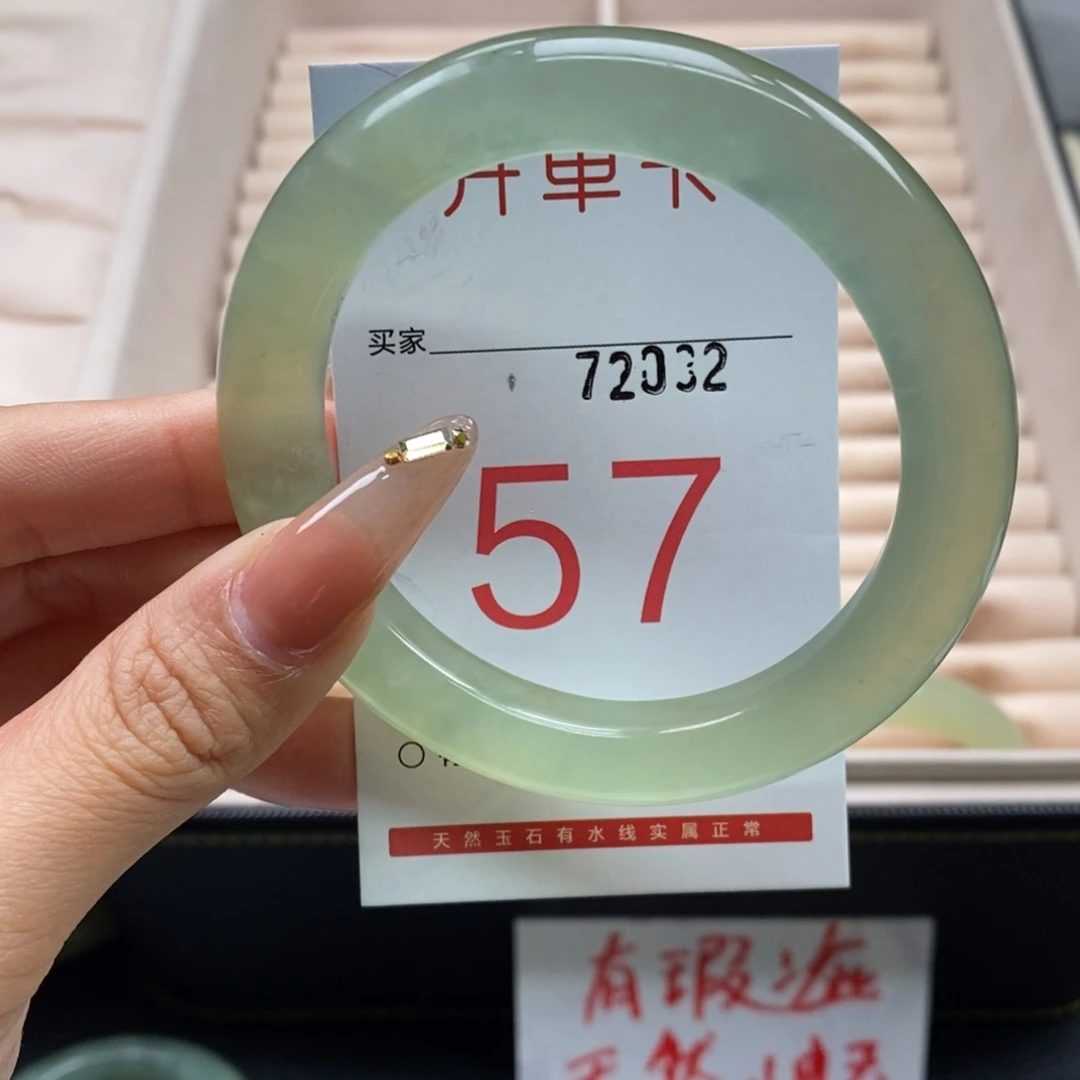 开单卡
买家
72032
57
天然玉石有水线实属正常
有瑕疵